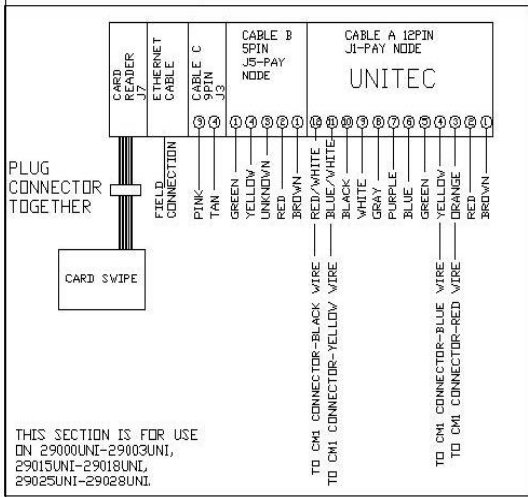 CARD
READER
J7
ETHERNET
CABLE
CABLE C
9PIN
J3
CABLE B
5PIN
J5-PAY
NODE
CABLE A 12PIN
J1-PAY NODE
UNITEC
3 4 1 4 5 2 1 12 11 10 9 8 7 6 5 4 3 2 1
PLUG
CONNECTOR
TOGETHER
FIELD
CONNECTION
PINK
TAN
GREEN
YELLOW
UNKNOWN
RED
BROWN
RED/WHITE
BLUE/WHITE
BLACK
WHITE
GRAY
PURPLE
BLUE
GREEN
YELLOW
ORANGE
RED
BROWN
CARD SWIPE
TO CM1 CONNECTOR-BLACK WIRE
TO CM1 CONNECTOR-YELLOW WIRE
TO CM1 CONNECTOR-BLUE WIRE
TO CM1 CONNECTOR-RED WIRE
THIS SECTION IS FOR USE
ON 29000UNI-29003UNI,
29015UNI-29018UNI,
29025UNI-29028UNI.